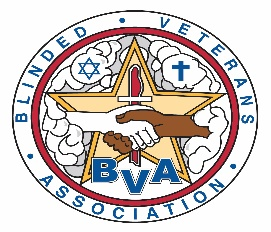 BLINDED • VETERANS
• ASSOCIATION •
BVA